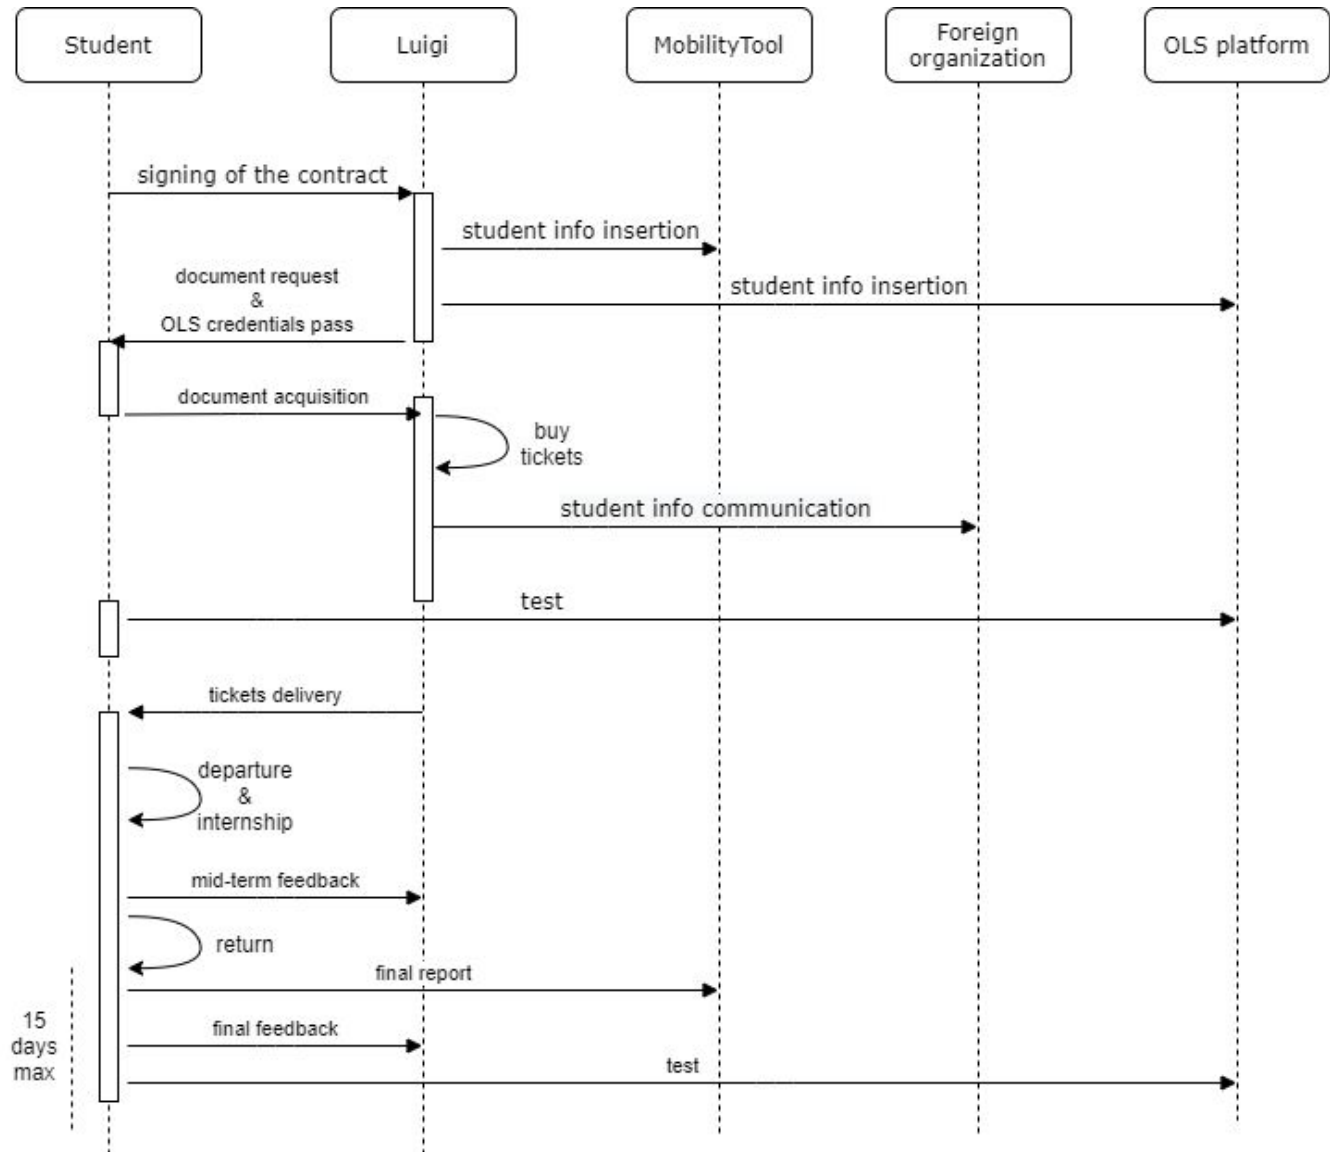 Student
Luigi
MobilityTool
Foreign
organization
OLS platform
signing of the contract
student info insertion
document request
&
OLS credentials pass
student info insertion
document acquisition
buy
tickets
student info communication
test
tickets delivery
departure
&
internship
mid-term feedback
return
final report
15
days
max
final feedback
test